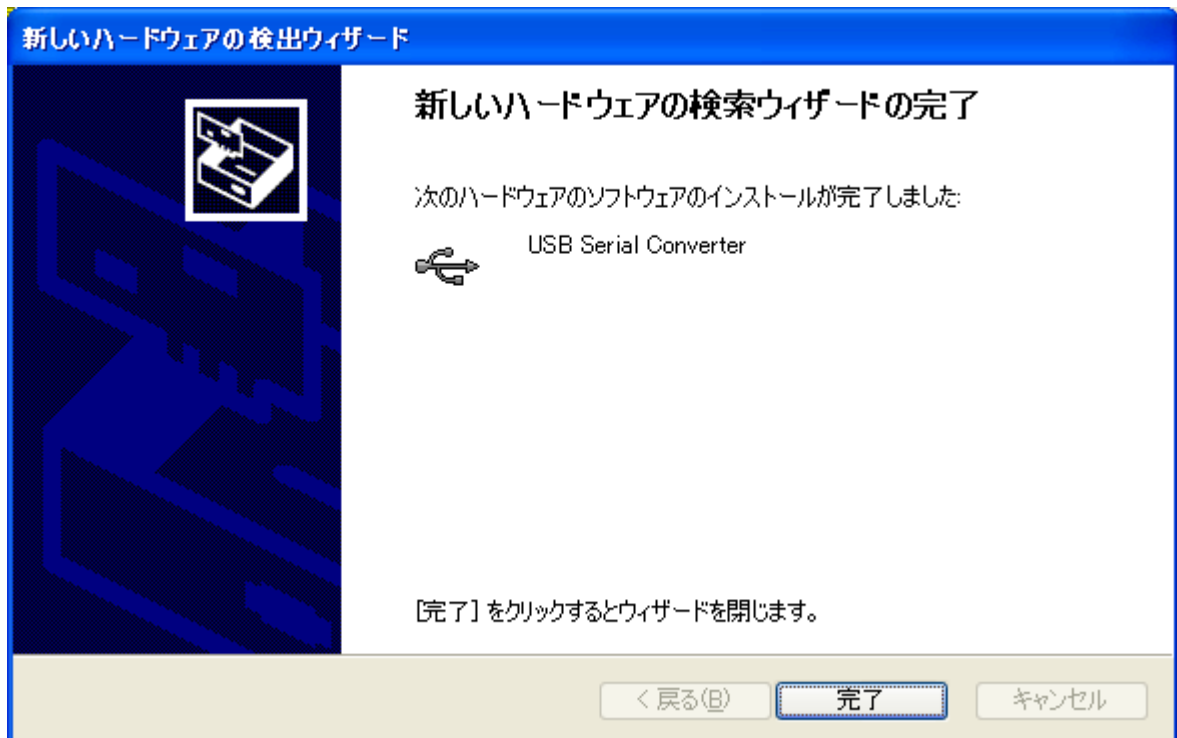 新しいハードウェアの検出ウィザード
新しいハードウェアの検索ウィザードの完了
次のハードウェアのソフトウェアのインストールが完了しました:
USB Serial Converter
[完了] をクリックするとウィザードを閉じます。
< 戻る(B)
完了
キャンセル